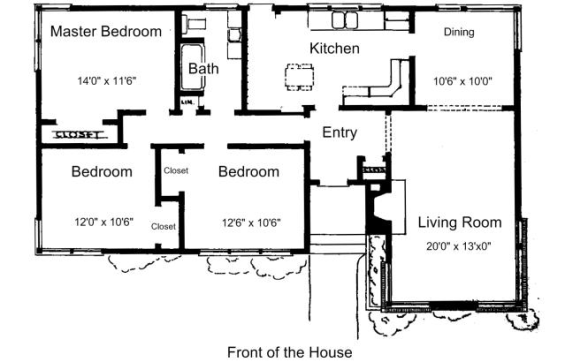 Master Bedroom
14'0" x 11'6"
CLOSET
Bath
LIN.
Kitchen
Dining
10'6" x 10'0"
Entry
Bedroom
12'0" x 10'6"
Closet
Closet
Bedroom
12'6" x 10'6"
Living Room
20'0" x 13'x0"
Front of the House